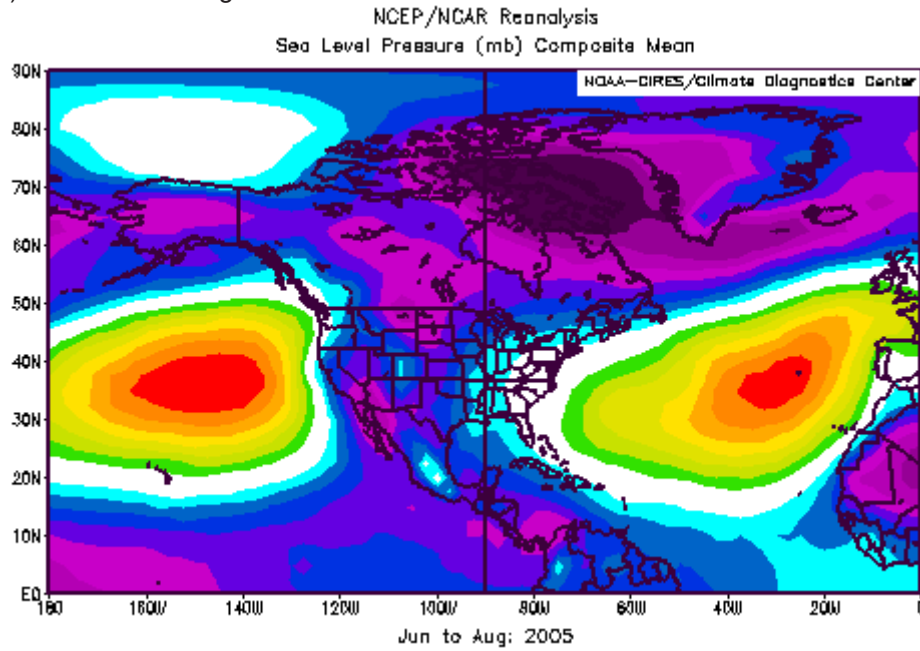 NCEP/NCAR Reanalysis
Sea Level Pressure (mb) Composite Mean
NOAA-CIRES/Climate Diagnostics Center
90N
80N
70N
60N
50N
40N
30N
20N
10N
EQ
180 160W 140W 120W 100W 80W 60W 40W 20W
Jun to Aug: 2005